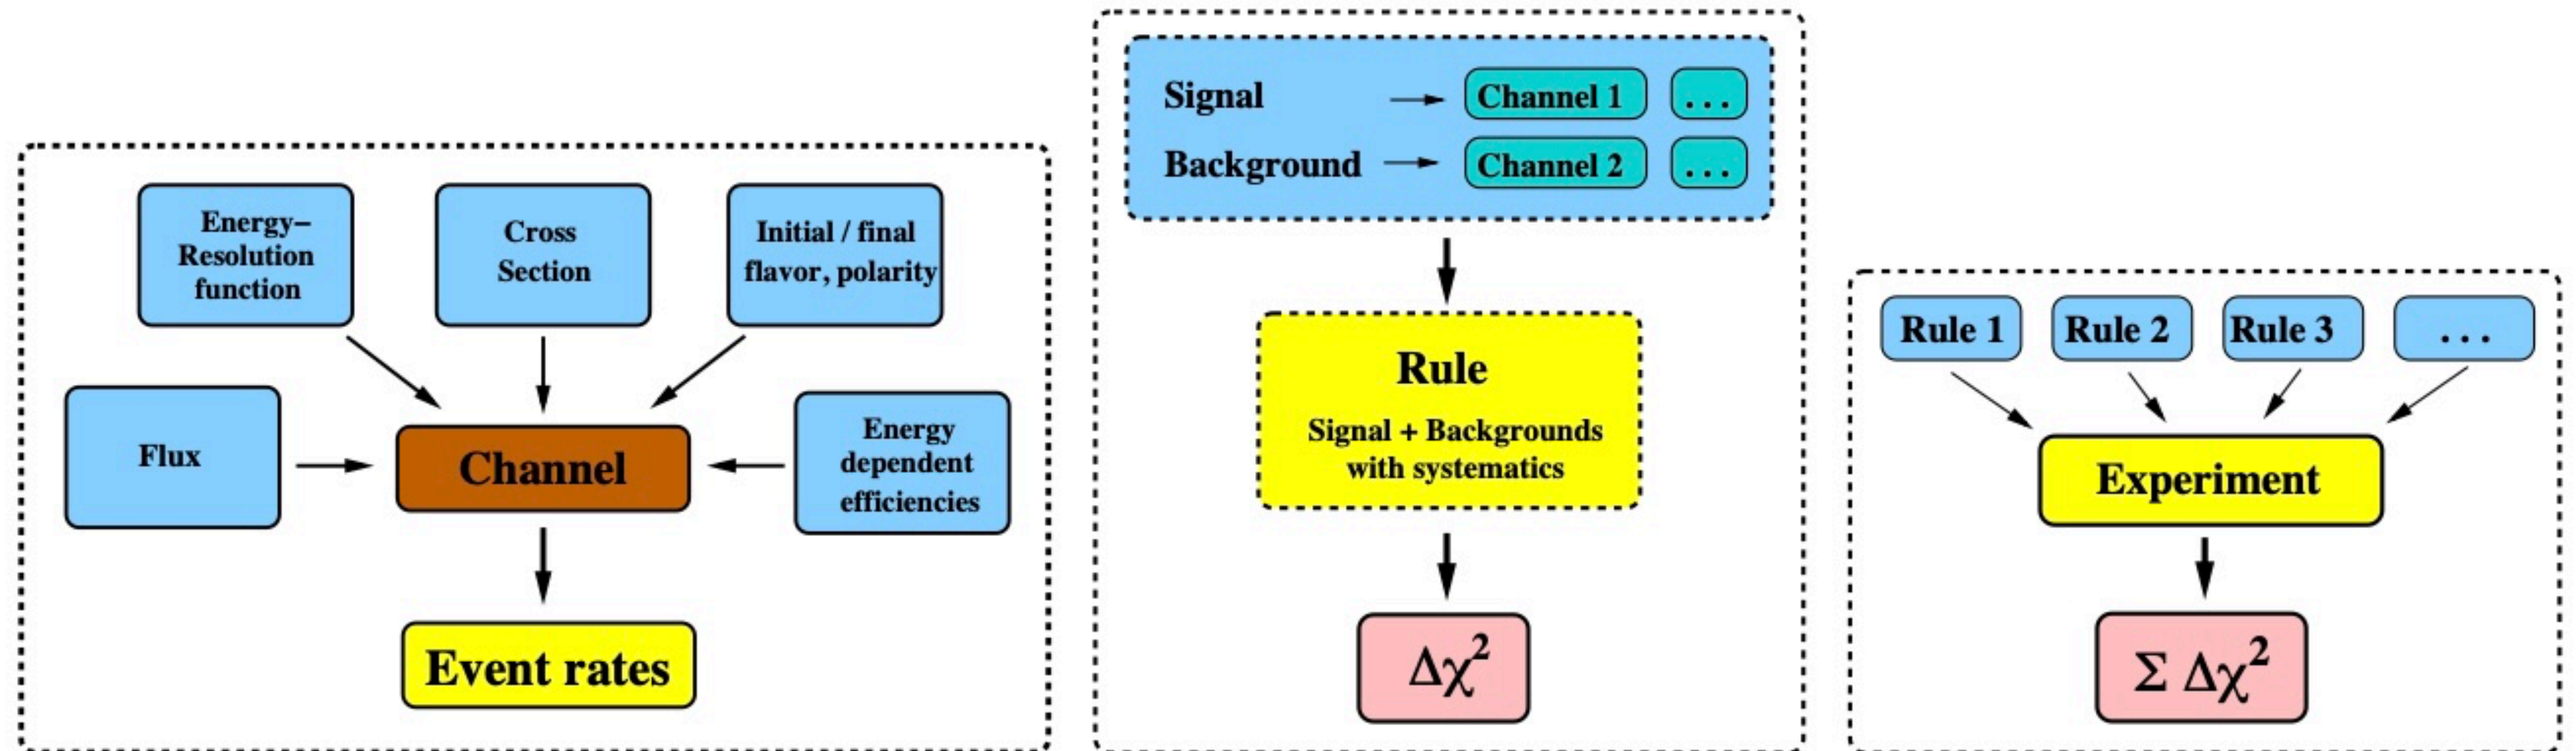 Energy–
Resolution
function
Cross
Section
Initial / final
flavor, polarity
Flux
Channel
Energy
dependent
efficiencies
Event rates
Signal
Channel 1
...
Background
Channel 2
...
Rule
Signal + Backgrounds
with systematics
Δχ²
Rule 1
Rule 2
Rule 3
...
Experiment
Σ Δχ²